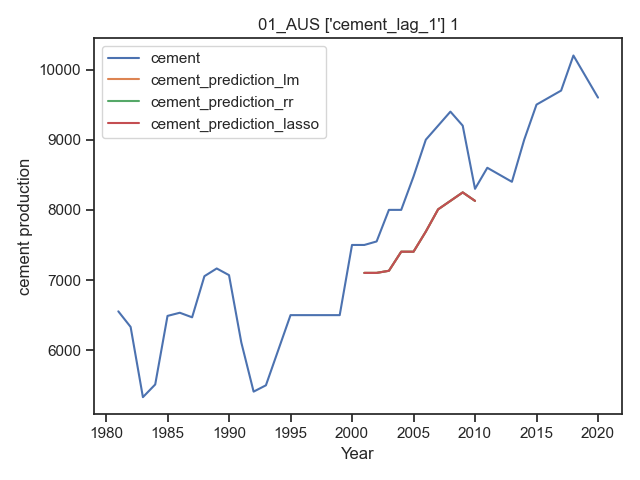 01_AUS ['cement_lag_1'] 1
cement
cement_prediction_lm
cement_prediction_rr
cement_prediction_lasso
10000
9000
8000
7000
6000
cement production
1980 1985 1990 1995 2000 2005 2010 2015 2020
Year